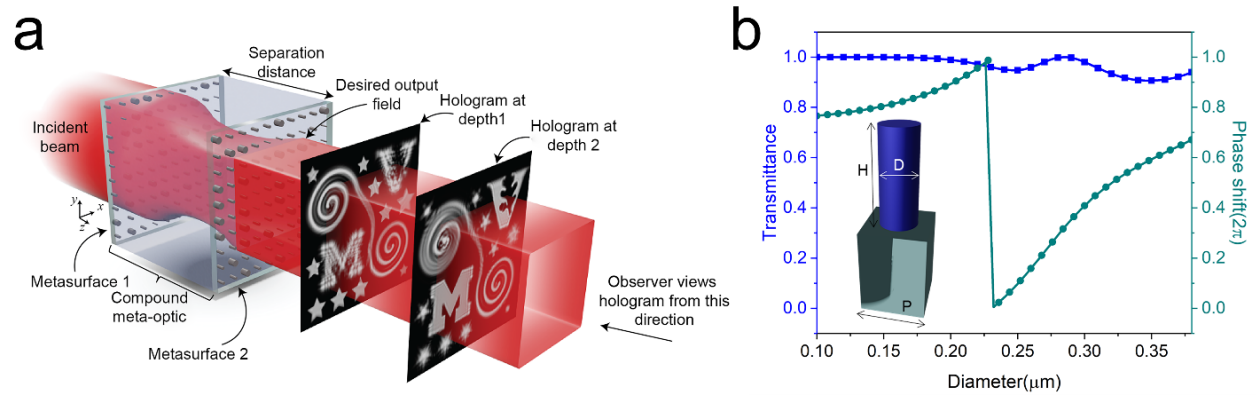 a
Separation
distance
Desired output
field
Hologram at
depth1
Hologram at
depth 2
Incident
beam
y
x
z
Metasurface 1
Compound
meta-optic
Metasurface 2
V
M
V
M
Observer views
hologram from this
direction
b
1.0
0.8
0.6
0.4
0.2
0.0
Transmittance
H
D
P
1.0
0.8
0.6
0.4
0.2
0.0
Phase shift(2π)
0.10
0.15
0.20
0.25
0.30
0.35
Diameter(μm)